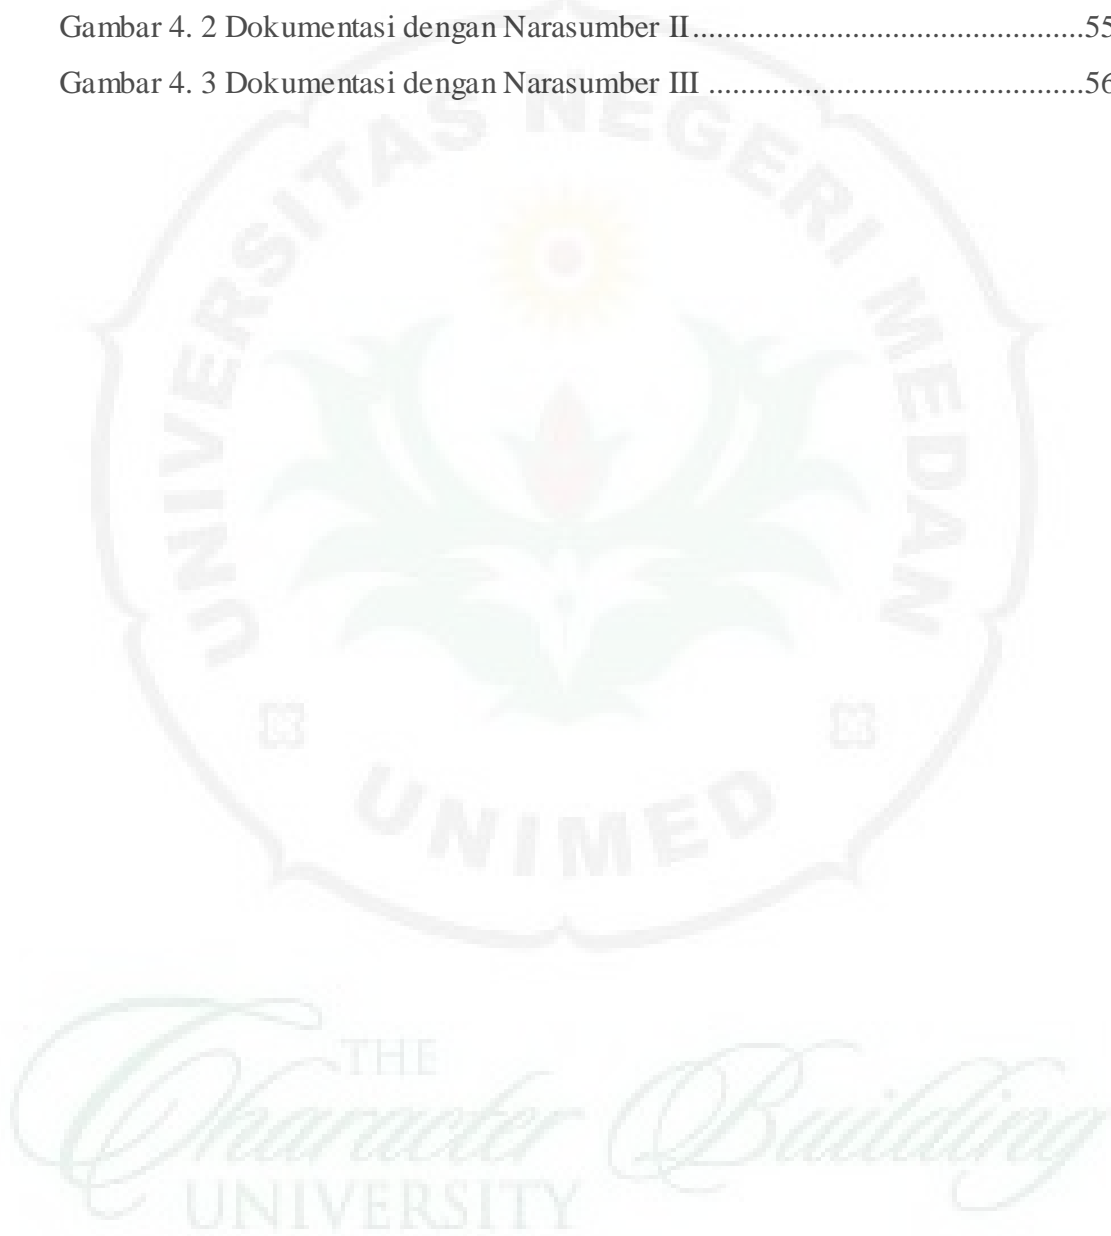 Gambar 4. 2 Dokumentasi dengan Narasumber II..................................................55
Gambar 4. 3 Dokumentasi dengan Narasumber III ................................................56
UNIVERSITAS NEGERI MEDAN
UNIMED
THE
Character Building
UNIVERSITY